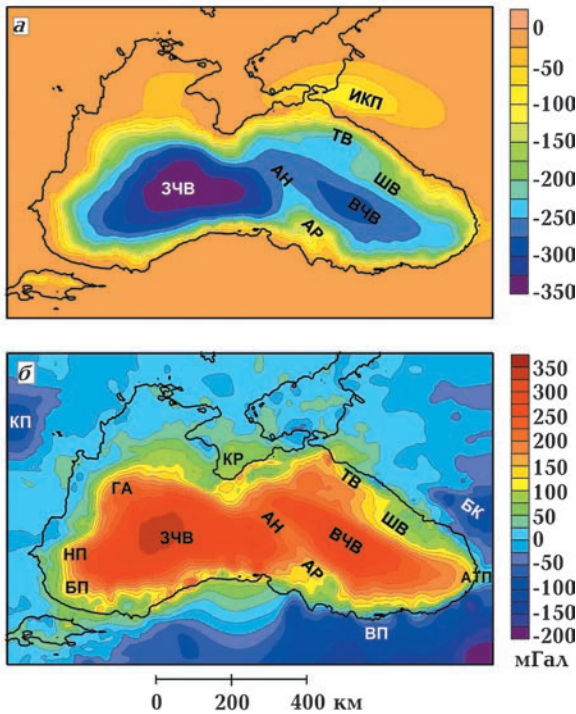 а
ИКП
ТВ
АН
ШВ
ЗЧВ
ВЧВ
АР
0
-50
-100
-150
-200
-250
-300
-350
б
КП
КР
ГА
ТВ
АН
ШВ
БК
ЗЧВ
ВЧВ
НП
АТП
БП
АР
ВП
350
300
250
200
150
100
50
0
-50
-100
-150
-200
мГал
0 200 400 км